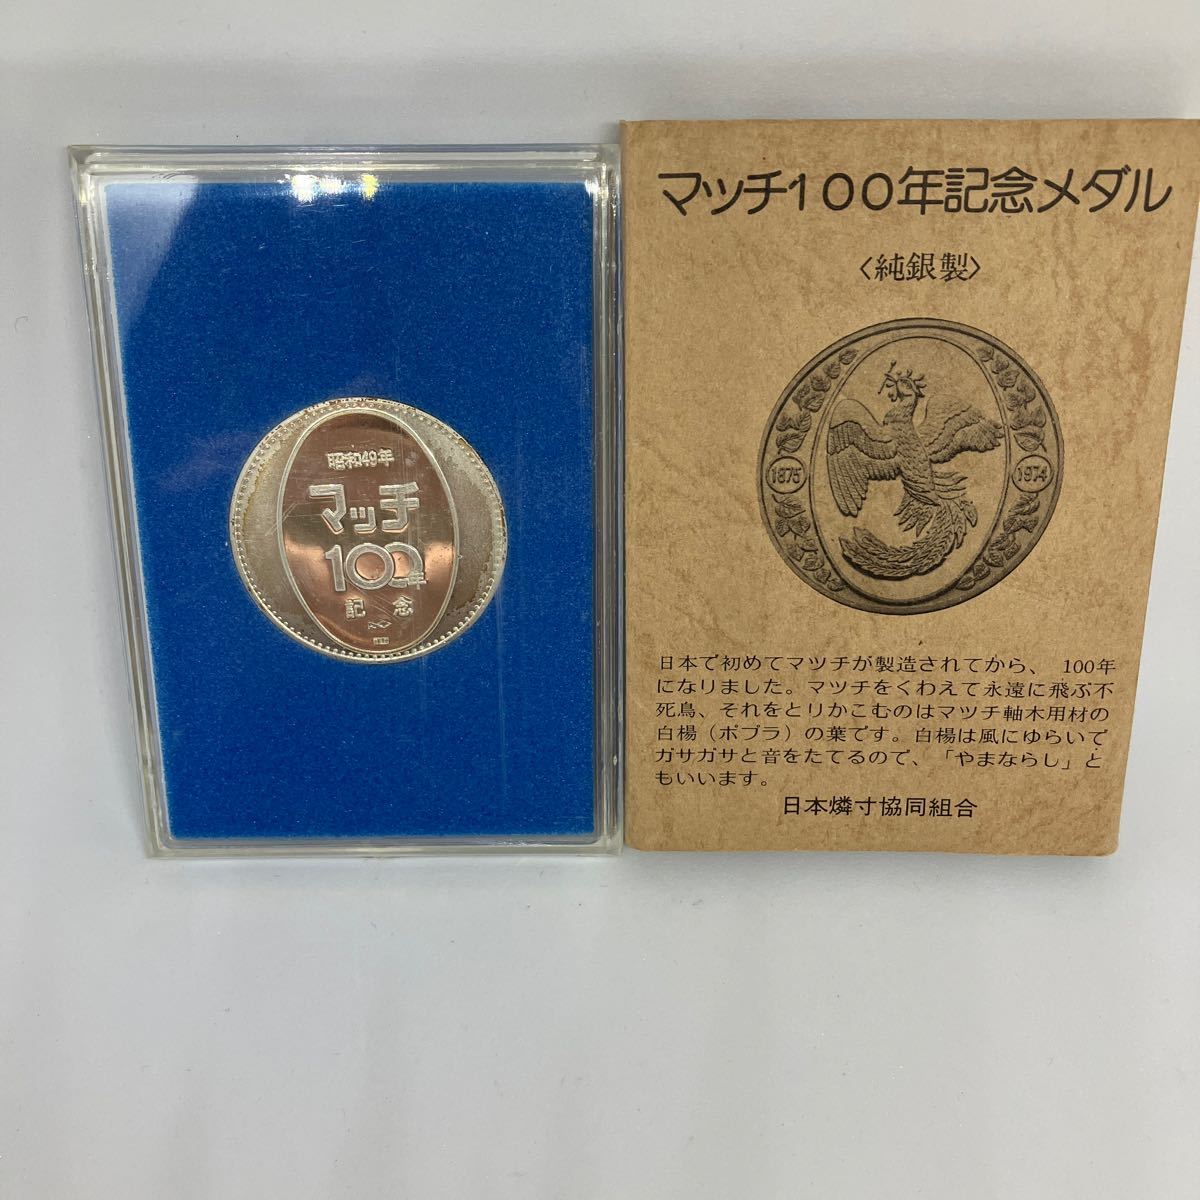 昭和49年
マッチ
100年
記念
マッチ100年記念メダル
〈純銀製〉
1875
1974
日本で初めてマツチが製造されてから、 100年
になりました。マツチをくわえて永遠に飛ぶ不
死鳥、それをとりかこむのはマツチ軸木用材の
白楊（ポプラ）の葉です。白楊は風にゆらいで
ガサガサと音をたてるので、「やまならし」と
もいいます。
日本燐寸協同組合